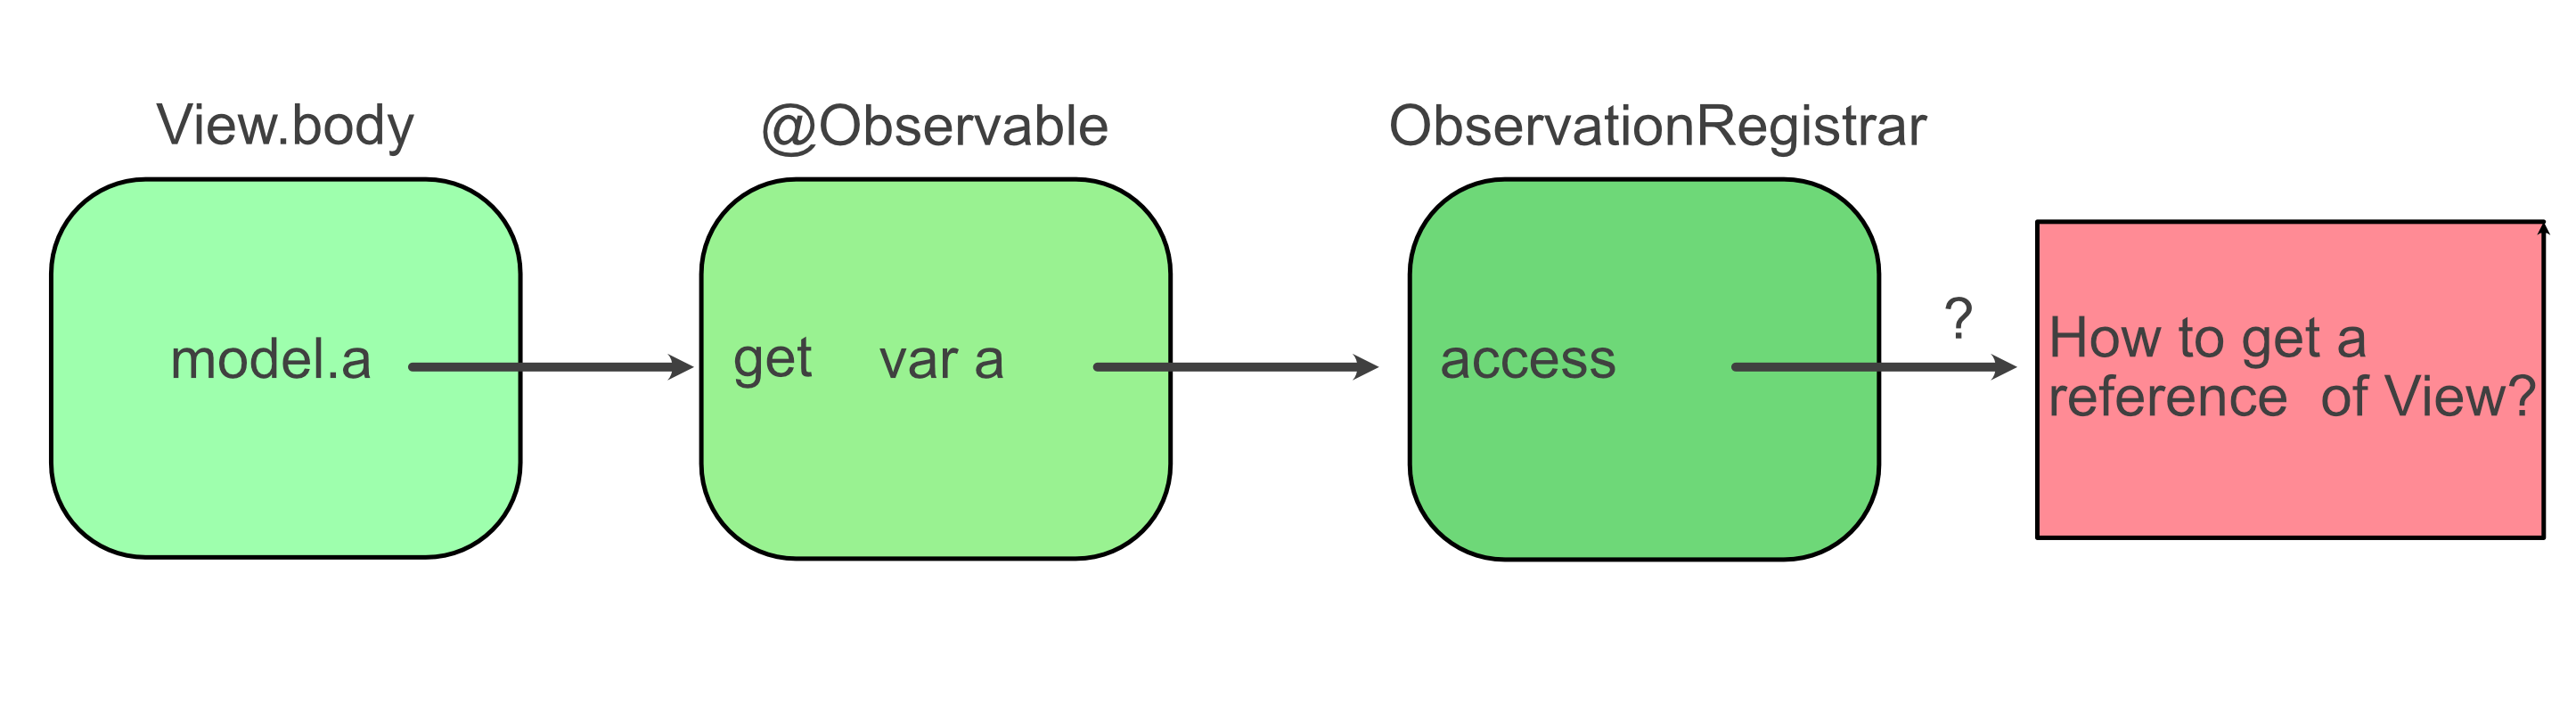 View.body
@Observable
ObservationRegistrar
model.a
get var a
access
?
How to get a
reference of View?